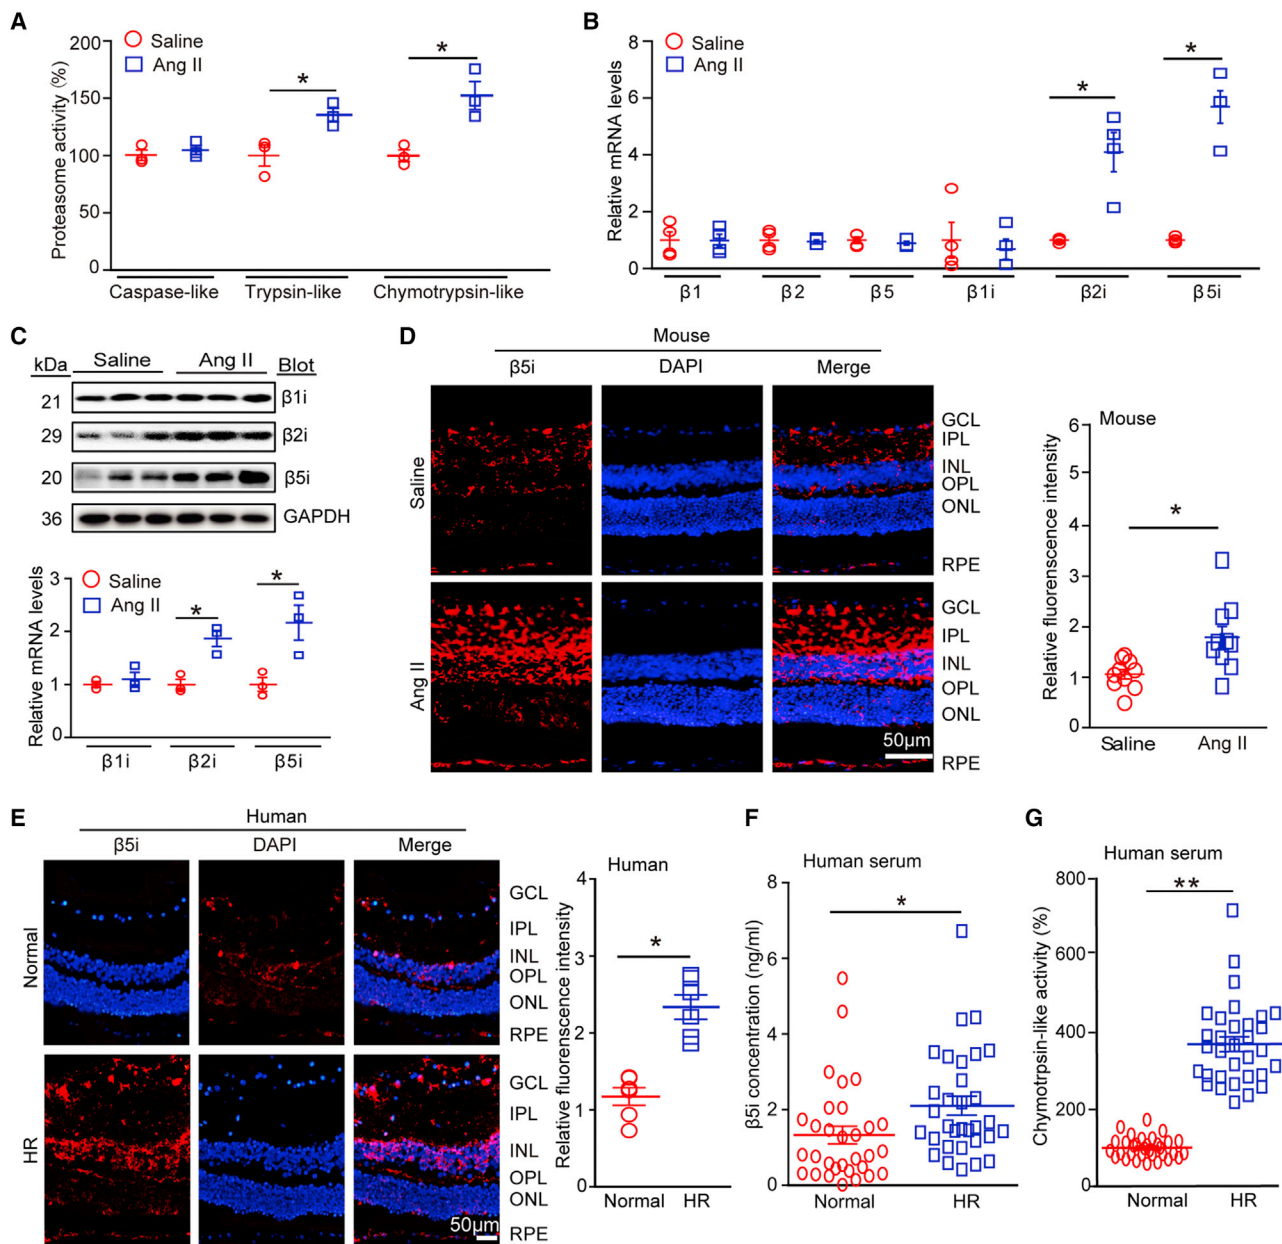 A
Proteasome activity (%)
200
150
100
50
0
Saline
Ang II
*
*
Caspase-like
Trypsin-like
Chymotrypsin-like
B
Relative mRNA levels
8
6
4
2
0
Saline
Ang II
*
*
β1
β2
β5
β1i
β2i
β5i
C
kDa
Saline
Ang II
Blot
21
β1i
29
β2i
20
β5i
36
GAPDH
Relative mRNA levels
3
2
1
0
Saline
Ang II
*
*
β1i
β2i
β5i
D
Mouse
β5i
DAPI
Merge
Saline
GCL
IPL
INL
OPL
ONL
RPE
Ang II
GCL
IPL
INL
OPL
ONL
50μm
RPE
Mouse
Relative fluorenscence intensity
6
5
4
3
2
1
0
*
Saline
Ang II
E
Human
β5i
DAPI
Merge
Normal
GCL
IPL
INL
OPL
ONL
RPE
HR
GCL
IPL
INL
OPL
ONL
50μm
RPE
Human
Relative fluorenscence intensity
4
3
2
1
0
*
Normal
HR
F
Human serum
β5i concentration (ng/ml)
8
6
4
2
0
*
Normal
HR
G
Human serum
Chymotrpsin-like activity (%)
800
600
400
200
0
**
Normal
HR